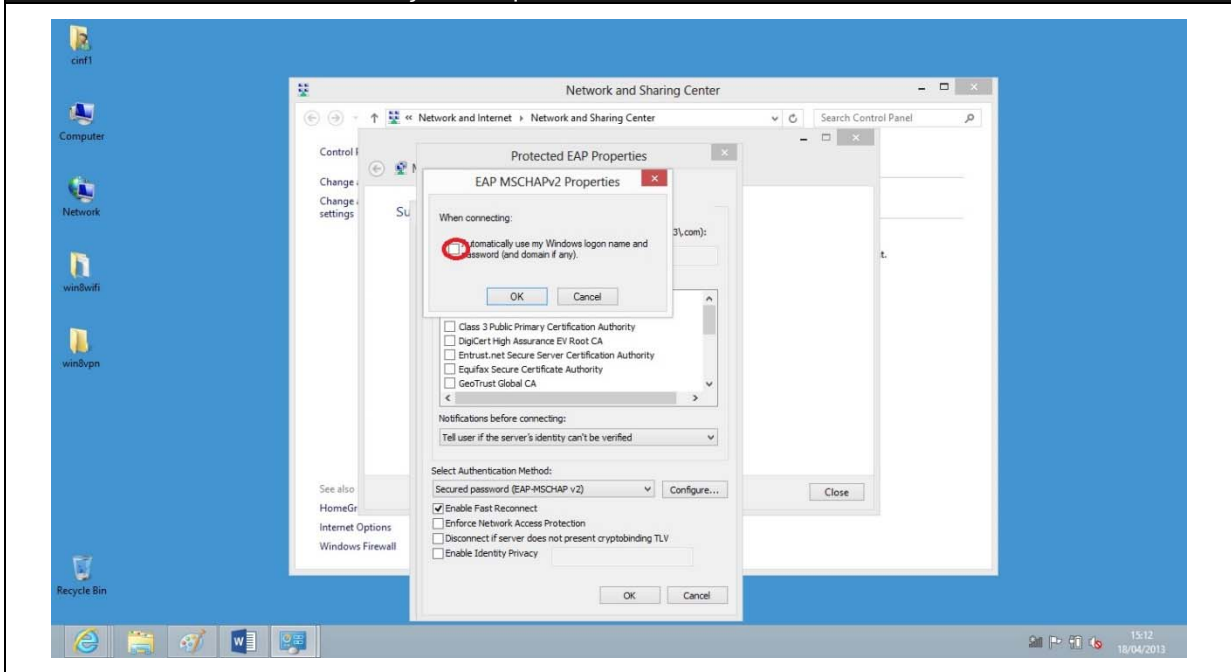 cinf1
Network and Sharing Center
Network and Internet › Network and Sharing Center
Search Control Panel
Computer
Control
Protected EAP Properties
EAP MSCHAPv2 Properties
Change
Change
settings
Su
Network
When connecting:
3\.com):
Automatically use my Windows logon name and
password (and domain if any).
t.
win8wifi
OK
Cancel
Class 3 Public Primary Certification Authority
DigiCert High Assurance EV Root CA
Entrust.net Secure Server Certification Authority
Equifax Secure Certificate Authority
GeoTrust Global CA
win8vpn
Notifications before connecting:
Tell user if the server's identity can't be verified
Select Authentication Method:
Secured password (EAP-MSCHAP v2)
Configure...
Close
See also
HomeGr
Enable Fast Reconnect
Enforce Network Access Protection
Internet Options
Disconnect if server does not present cryptobinding TLV
Windows Firewall
Enable Identity Privacy
Recycle Bin
OK
Cancel
15:12
18/04/2013